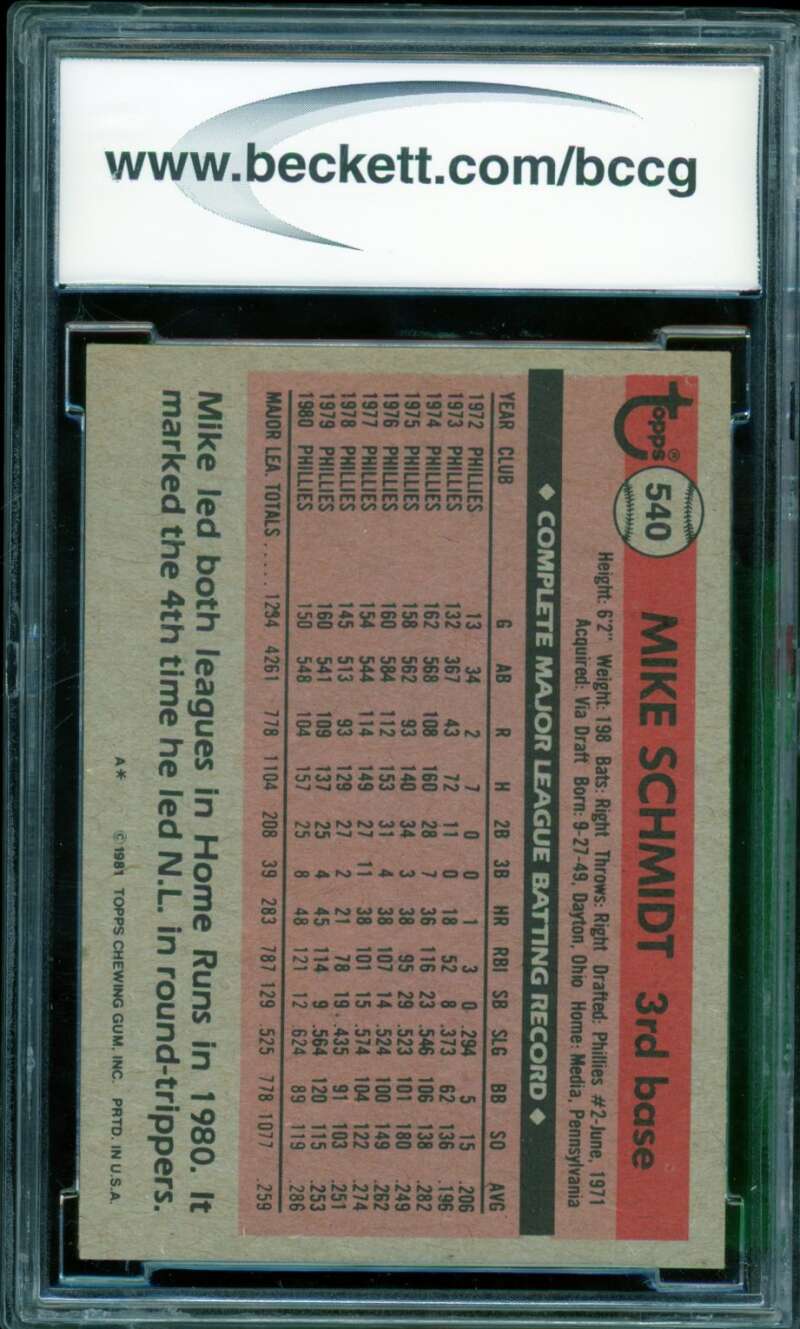 www.beckett.com/bccg
topps® 540 MIKE SCHMIDT 3rd base
Height: 6'2" Weight: 198 Bats: Right Throws: Right Drafted: Phillies #2-June, 1971
Acquired: Via Draft Born: 9-27-49, Dayton, Ohio Home: Media, Pennsylvania
◆ COMPLETE MAJOR LEAGUE BATTING RECORD ◆
YEAR CLUB G AB R H 2B 3B HR RBI SB SLG BB SO AVG
1972 PHILLIES 13 34 2 7 0 0 1 3 0 .294 5 15 .206
1973 PHILLIES 132 367 43 72 11 0 18 52 8 .373 62 136 .196
1974 PHILLIES 162 568 108 160 28 7 36 116 23 .546 106 138 .282
1975 PHILLIES 158 562 93 140 34 3 38 95 29 .523 101 180 .249
1976 PHILLIES 160 584 112 153 31 4 38 107 14 .524 100 149 .262
1977 PHILLIES 154 544 114 149 27 11 38 101 15 .574 104 122 .274
1978 PHILLIES 145 513 93 129 27 2 21 78 19 .435 91 103 .251
1979 PHILLIES 160 541 109 137 25 4 45 114 9 .564 120 115 .253
1980 PHILLIES 150 548 104 157 25 8 48 121 12 .624 89 119 .286
MAJOR LEA. TOTALS..... 1234 4261 778 1104 208 39 283 787 129 .525 778 1077 .259
Mike led both leagues in Home Runs in 1980. It
marked the 4th time he led N.L. in round-trippers.
A* ©1981 TOPPS CHEWING GUM, INC. PRTD. IN U.S.A.